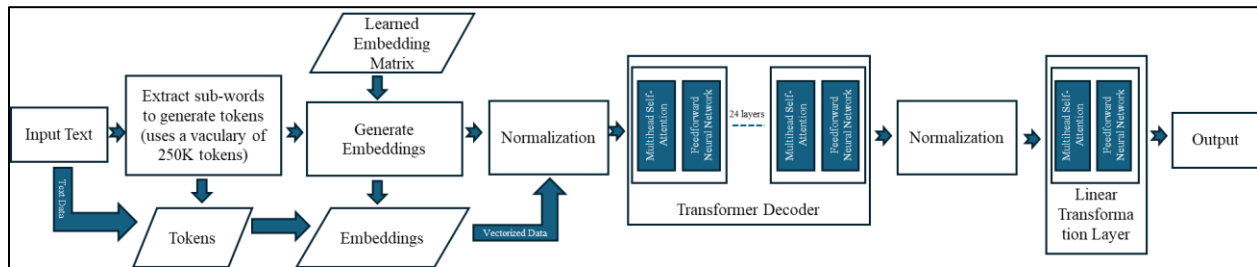 Input Text
Extract sub-words
to generate tokens
(uses a vaculary of
250K tokens)
Learned
Embedding
Matrix
Generate
Embeddings
Normalization
Multihead Self-
Attention
Feedforward
Neural Network
24 layers
Multihead Self-
Attention
Feedforward
Neural Network
Transformer Decoder
Normalization
Multihead Self-
Attention
Feedforward
Neural Network
Linear
Transforma
tion Layer
Output
Text Data
Tokens
Embeddings
Vectorized Data